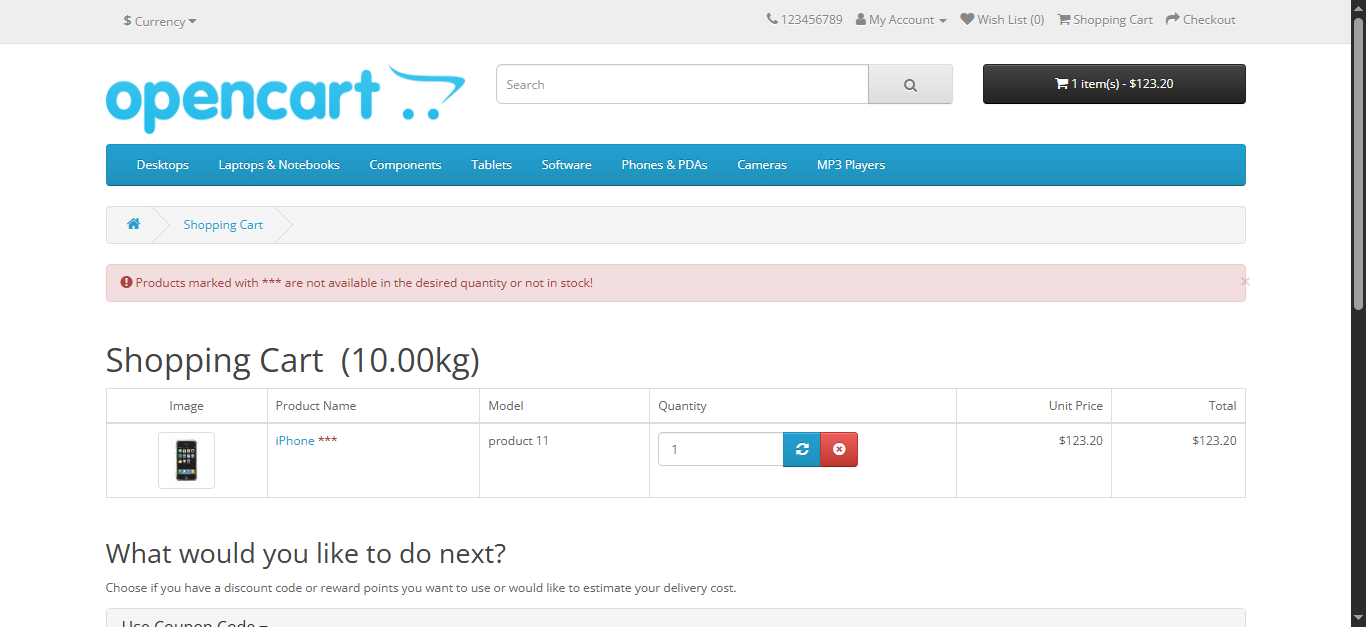 $ Currency
123456789 My Account Wish List (0) Shopping Cart Checkout
opencart
Search
1 item(s) - $123.20
Desktops Laptops & Notebooks Components Tablets Software Phones & PDAs Cameras MP3 Players
Shopping Cart
Products marked with *** are not available in the desired quantity or not in stock!
×
Shopping Cart (10.00kg)
Image Product Name Model Quantity Unit Price Total
iPhone *** product 11 1 $123.20 $123.20
What would you like to do next?
Choose if you have a discount code or reward points you want to use or would like to estimate your delivery cost.
Use Coupon Code